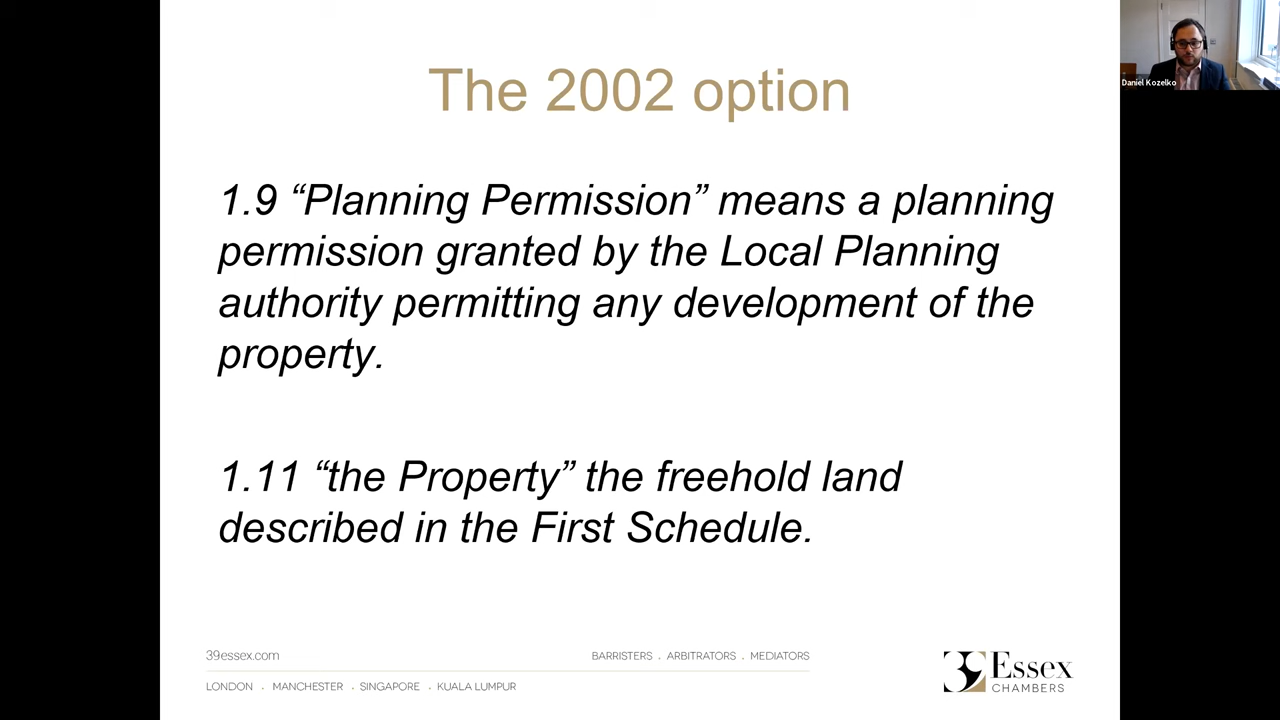 The 2002 option
Daniel Kozelko
1.9 “Planning Permission” means a planning
permission granted by the Local Planning
authority permitting any development of the
property.
1.11 “the Property” the freehold land
described in the First Schedule.
39essex.com
BARRISTERS . ARBITRATORS . MEDIATORS
LONDON . MANCHESTER . SINGAPORE . KUALA LUMPUR
39 Essex
CHAMBERS